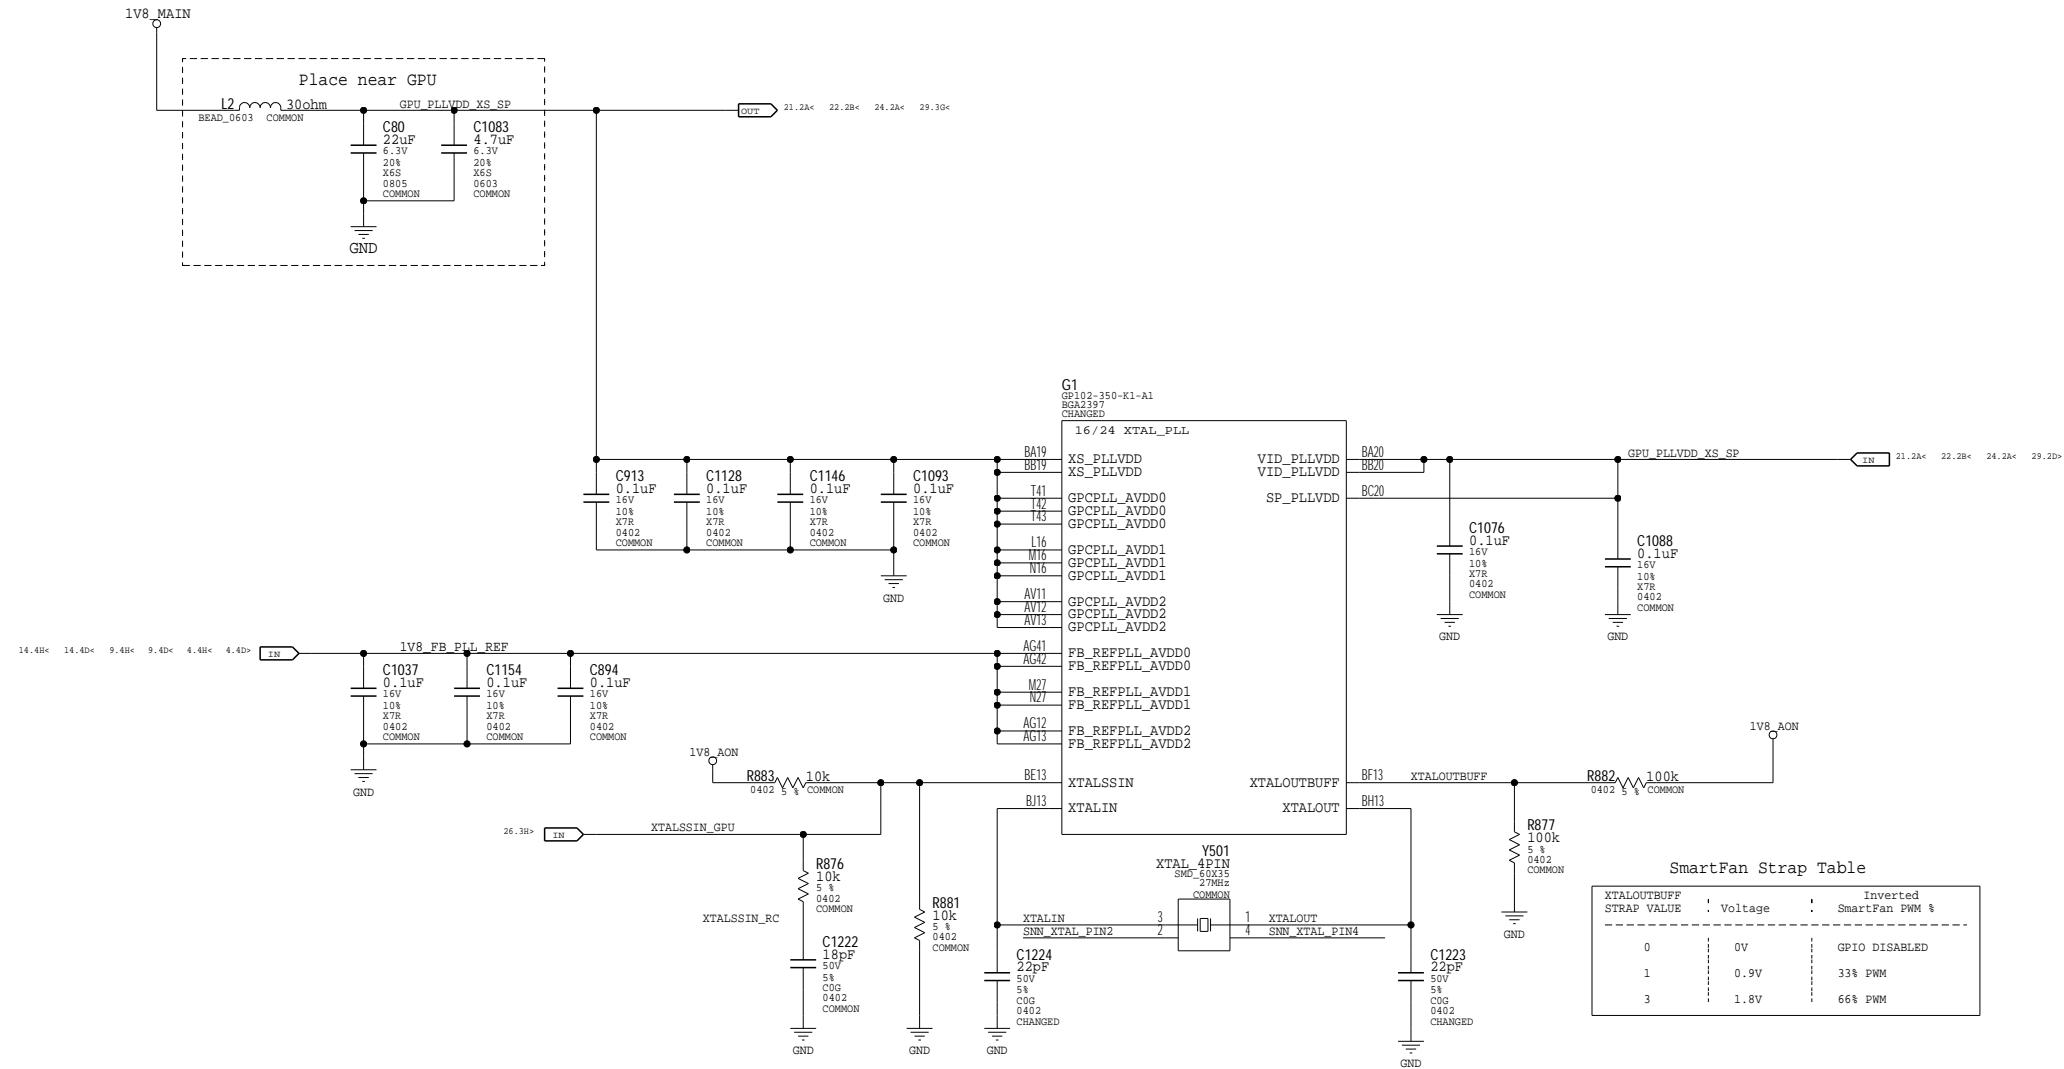 1V8_MAIN
Place near GPU
L2 30ohm
BEAD_0603 COMMON
GPU_PLLVDD_XS_SP
OUT 21.2A< 22.2B< 24.2A< 29.3G<
C80
22uF
6.3V
20%
X6S
0805
COMMON
C1083
4.7uF
6.3V
20%
X6S
0603
COMMON
GND
G1
GP102-350-K1-A1
BGA2397
CHANGED
16/24 XTAL_PLL
BA19 XS_PLLVDD
BB19 XS_PLLVDD
T41 GPCPLL_AVDD0
T42 GPCPLL_AVDD0
T43 GPCPLL_AVDD0
L16 GPCPLL_AVDD1
M16 GPCPLL_AVDD1
N16 GPCPLL_AVDD1
AV11 GPCPLL_AVDD2
AV12 GPCPLL_AVDD2
AV13 GPCPLL_AVDD2
AG41 FB_REFPLL_AVDD0
AG42 FB_REFPLL_AVDD0
M27 FB_REFPLL_AVDD1
N27 FB_REFPLL_AVDD1
AG12 FB_REFPLL_AVDD2
AG13 FB_REFPLL_AVDD2
BE13 XTALSSIN
BJ13 XTALIN
VID_PLLVDD BA20
VID_PLLVDD BB20
SP_PLLVDD BC20
XTALOUTBUFF BF13
XTALOUT BH13
GPU_PLLVDD_XS_SP
IN 21.2A< 22.2B< 24.2A< 29.2D>
C913
0.1uF
16V
10%
X7R
0402
COMMON
C1128
0.1uF
16V
10%
X7R
0402
COMMON
C1146
0.1uF
16V
10%
X7R
0402
COMMON
C1093
0.1uF
16V
10%
X7R
0402
COMMON
GND
C1076
0.1uF
16V
10%
X7R
0402
COMMON
GND
C1088
0.1uF
16V
10%
X7R
0402
COMMON
GND
14.4H< 14.4D< 9.4H< 9.4D< 4.4H< 4.4D> IN
1V8_FB_PLL_REF
C1037
0.1uF
16V
10%
X7R
0402
COMMON
C1154
0.1uF
16V
10%
X7R
0402
COMMON
C894
0.1uF
16V
10%
X7R
0402
COMMON
GND
1V8_AON
R883 10k
0402 5 % COMMON
26.3H> IN XTALSSIN_GPU
R876
10k
5 %
0402
COMMON
XTALSSIN_RC
C1222
18pF
50V
5%
C0G
0402
COMMON
GND
R881
10k
5 %
0402
COMMON
GND
Y501
XTAL_4PIN
SMD_60X35
27MHz
COMMON
XTALIN 3 1 XTALOUT
SNN_XTAL_PIN2 2 4 SNN_XTAL_PIN4
C1224
22pF
50V
5%
C0G
0402
CHANGED
GND
C1223
22pF
50V
5%
C0G
0402
CHANGED
GND
XTALOUTBUFF
1V8_AON
R882 100k
0402 5 % COMMON
R877
100k
5 %
0402
COMMON
GND
SmartFan Strap Table
XTALOUTBUFF Inverted
STRAP VALUE Voltage SmartFan PWM %
0 0V GPIO DISABLED
1 0.9V 33% PWM
3 1.8V 66% PWM